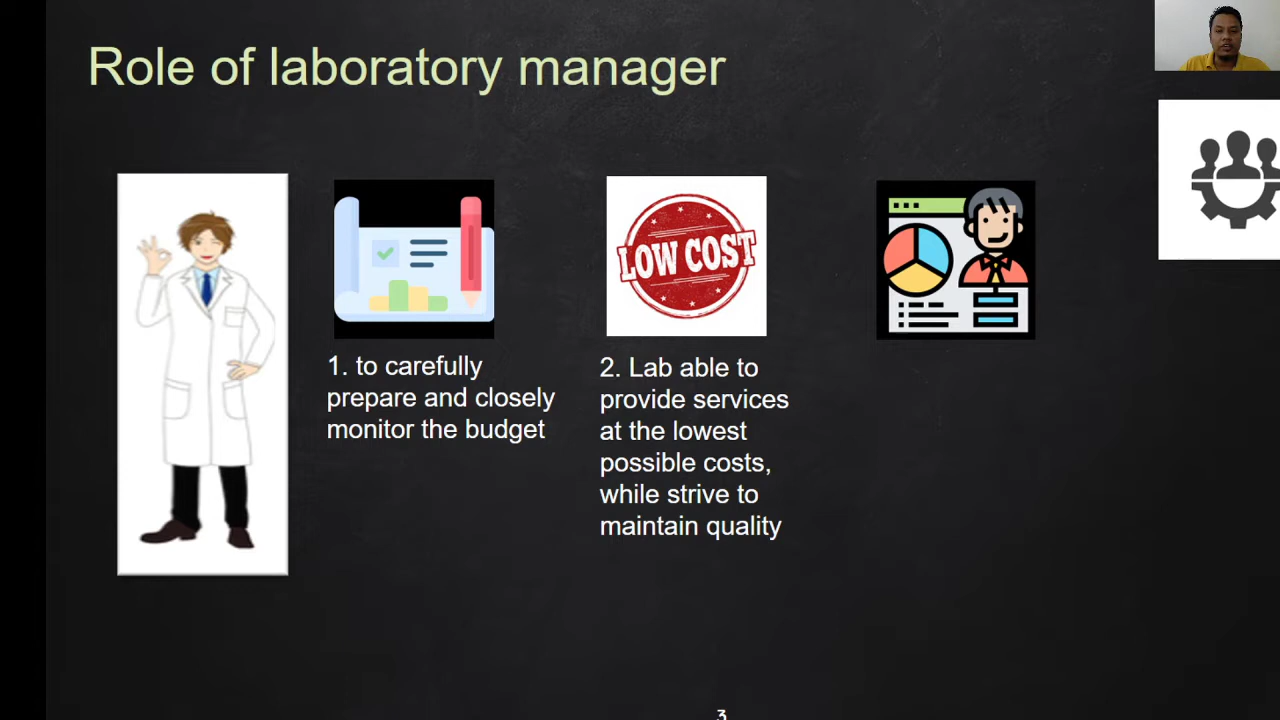 Role of laboratory manager
LOW COST
1. to carefully
prepare and closely
monitor the budget
2. Lab able to
provide services
at the lowest
possible costs,
while strive to
maintain quality
3